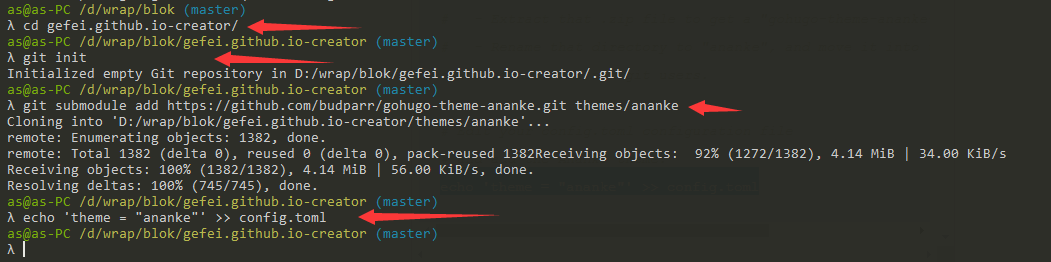 as@as-PC /d/wrap/blok (master)
λ cd gefei.github.io-creator/
as@as-PC /d/wrap/blok/gefei.github.io-creator (master)
λ git init
Initialized empty Git repository in D:/wrap/blok/gefei.github.io-creator/.git/
as@as-PC /d/wrap/blok/gefei.github.io-creator (master)
λ git submodule add https://github.com/budparr/gohugo-theme-ananke.git themes/ananke
Cloning into 'D:/wrap/blok/gefei.github.io-creator/themes/ananke'...
remote: Enumerating objects: 1382, done.
remote: Total 1382 (delta 0), reused 0 (delta 0), pack-reused 1382Receiving objects:  92% (1272/1382), 4.14 MiB | 34.00 KiB/s
Receiving objects: 100% (1382/1382), 4.14 MiB | 56.00 KiB/s, done.
Resolving deltas: 100% (745/745), done.
as@as-PC /d/wrap/blok/gefei.github.io-creator (master)
λ echo 'theme = "ananke"' >> config.toml
as@as-PC /d/wrap/blok/gefei.github.io-creator (master)
λ